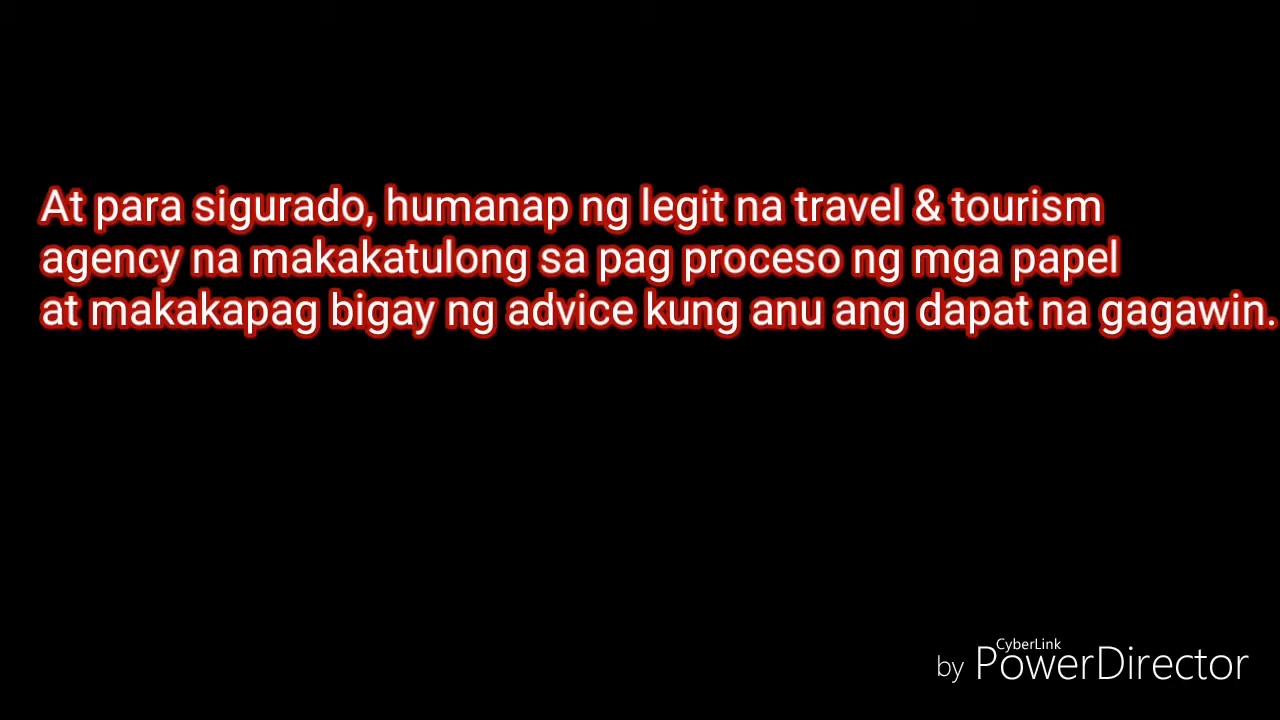 At para sigurado, humanap ng legit na travel & tourism
agency na makakatulong sa pag proceso ng mga papel
at makakapag bigay ng advice kung anu ang dapat na gagawin.
CyberLink
by PowerDirector